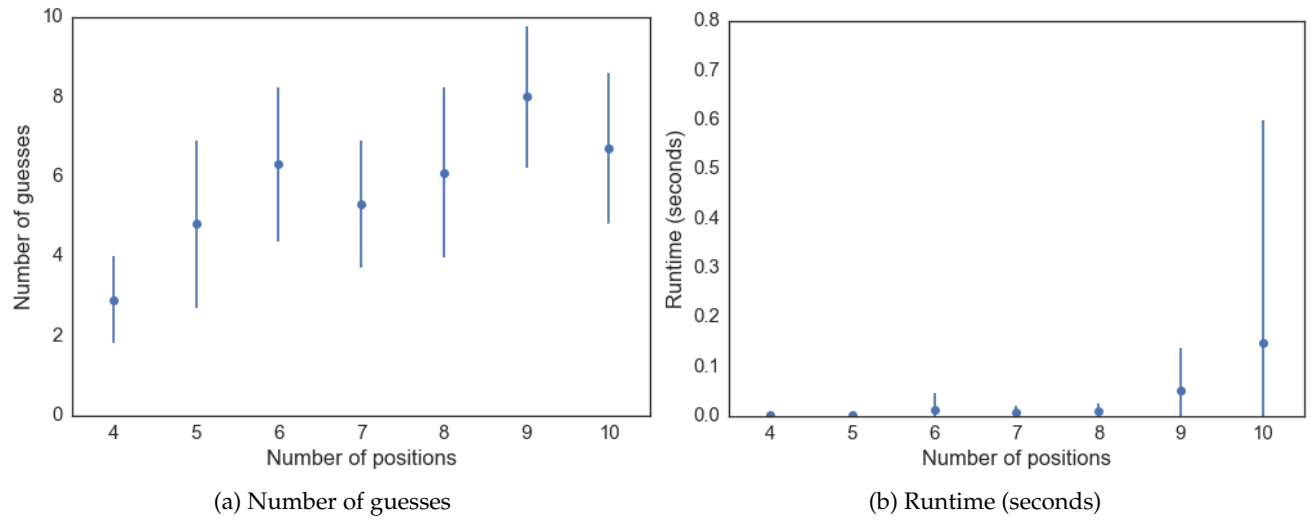 10
8
6
4
2
0
Number of guesses
4 5 6 7 8 9 10
Number of positions
(a) Number of guesses
0.8
0.7
0.6
0.5
0.4
0.3
0.2
0.1
0.0
Runtime (seconds)
4 5 6 7 8 9 10
Number of positions
(b) Runtime (seconds)